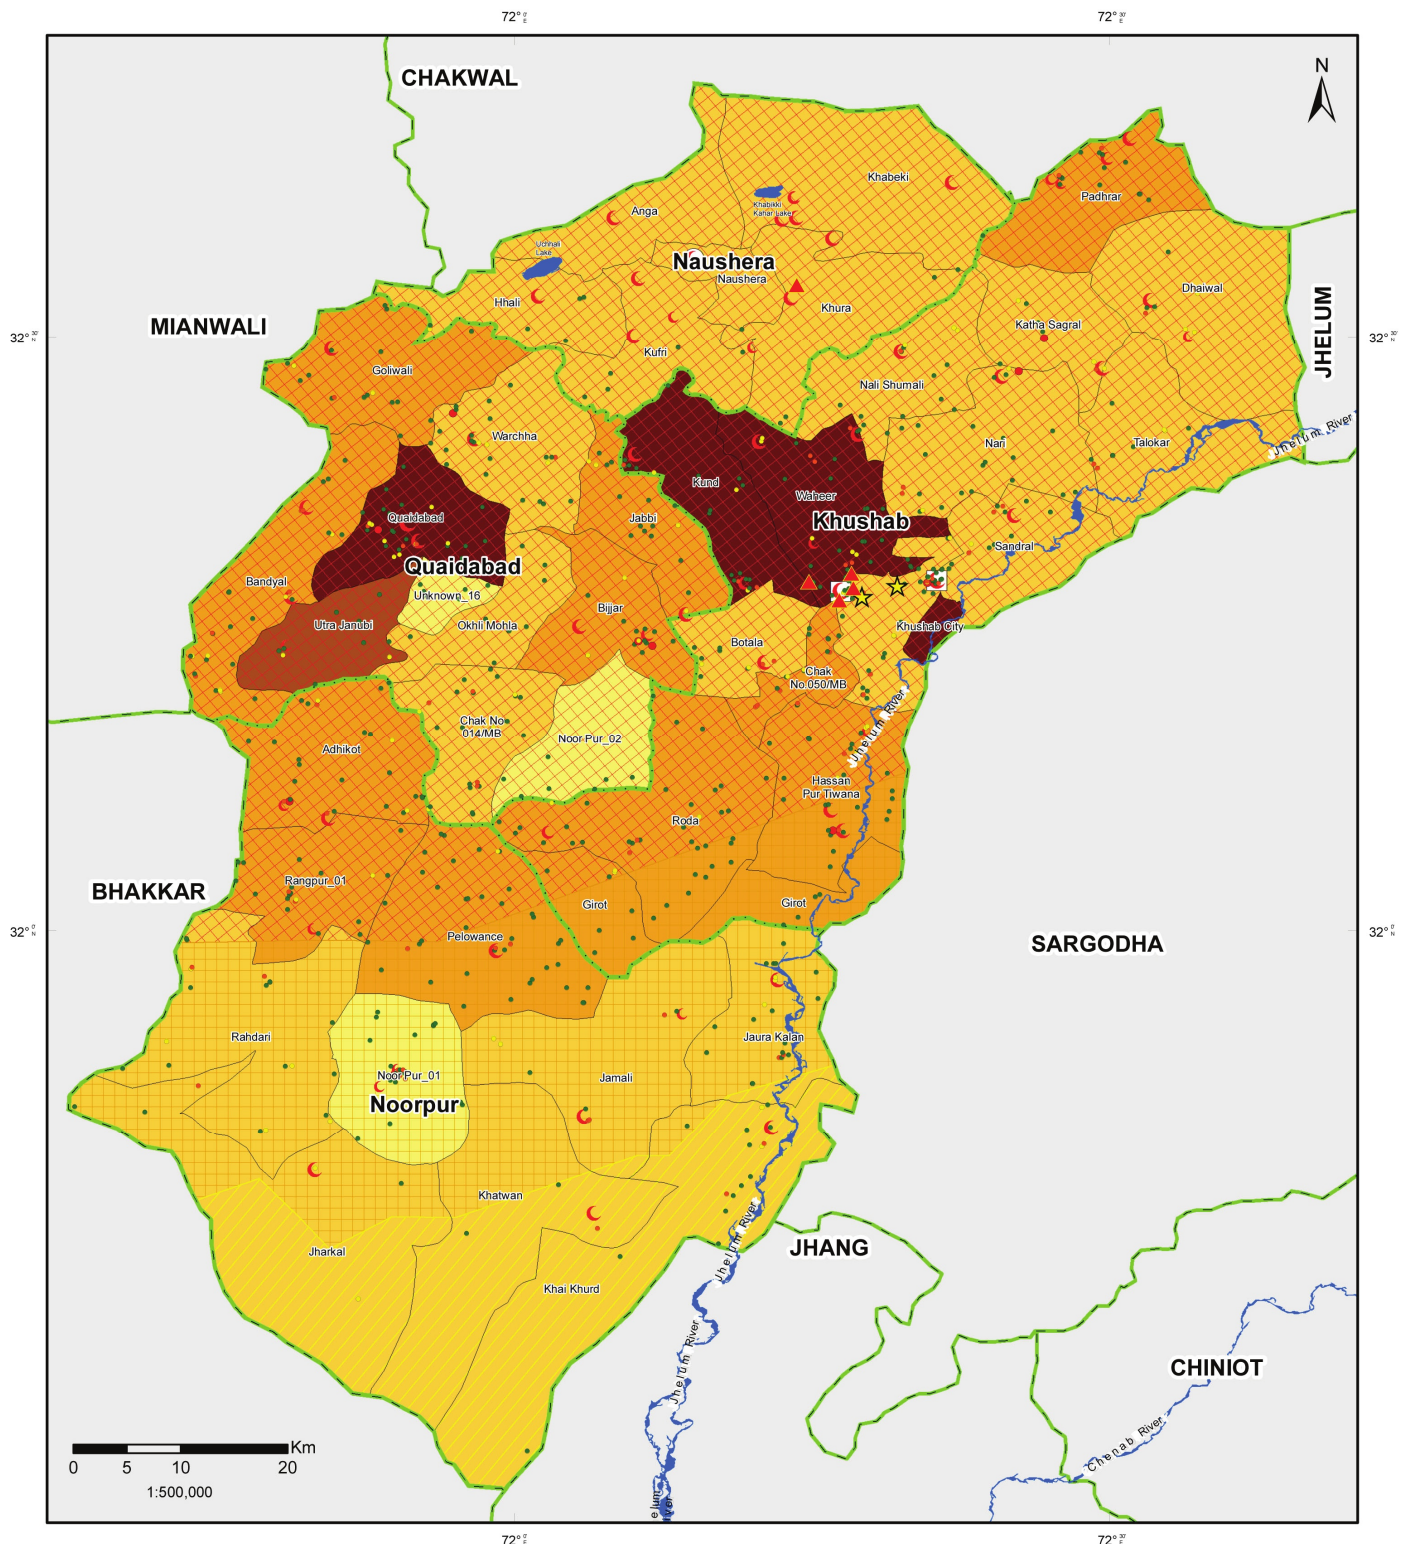 72° 0' E
72° 30' E
CHAKWAL
N
Khabeki
Padhrar
Khabikki
Kahar Lake
Anga
Uchhali
Lake
Naushera
Naushera
Dhaiwal
Hhali
Khura
JHELUM
MIANWALI
Katha Sagral
32° 30' N
32° 30' N
Kufri
Goliwali
Nali Shumali
Warchha
Nari
Talokar
Jhelum River
Kund
Waheer
Quaidabad
Jabbi
Khushab
Sandral
Quaidabad
Bandyal
Unknown_16
Bijjar
Utra Janubi
Okhli Mohla
Khushab City
Botala
Chak
No.050/MB
Chak No
014/MB
Jhelum River
Noor Pur_02
Adhikot
Hassan
Pur Tiwana
Roda
Rangpur_01
BHAKKAR
Girot
Girot
32° 0' N
32° 0' N
Pelowance
SARGODHA
Rahdari
Jaura Kalan
Noor Pur_01
Jamali
Noorpur
Khatwan
Jhelum River
Jharkal
JHANG
Khai Khurd
Jhelum River
CHINIOT
Chenab River
Km
0 5 10 20
1:500,000
elum
iver
72° 0' E
72° 30' E